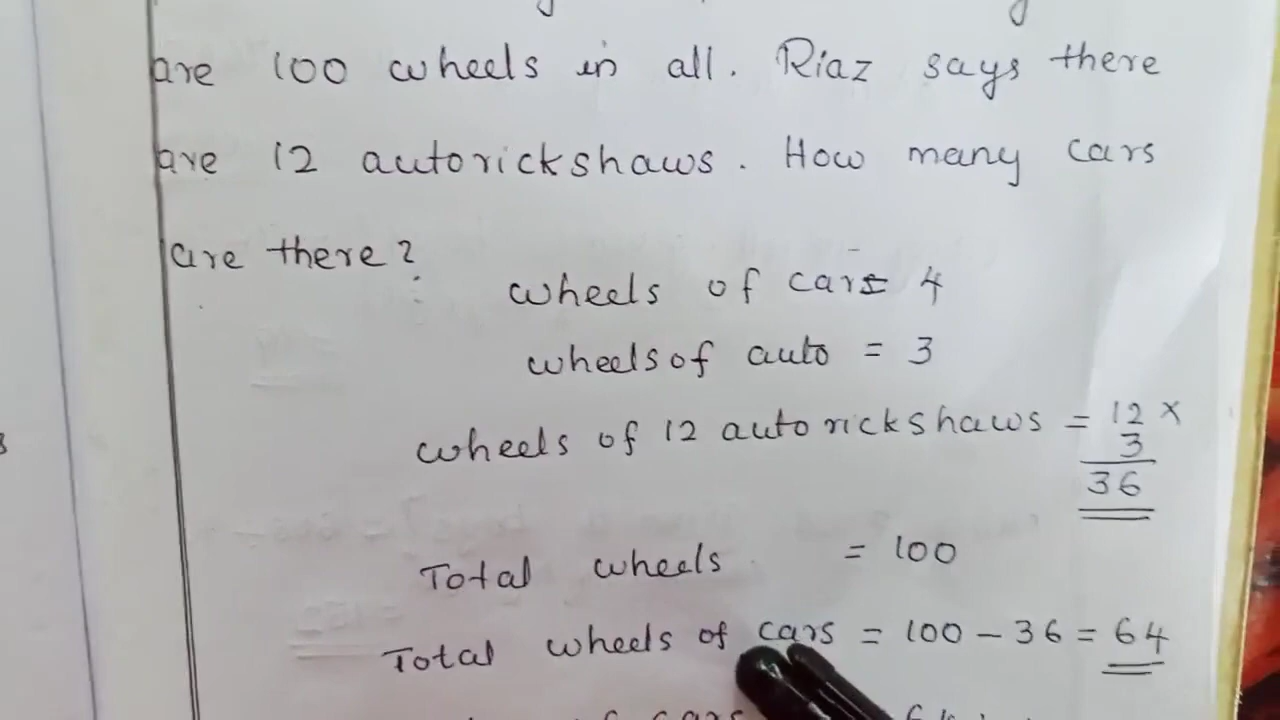 are 100 wheels in all. Riaz says there
are 12 autorickshaws. How many cars
are there?
wheels of cars = 4
wheels of auto = 3
wheels of 12 autorickshaws = 12 x
3
36
Total wheels = 100
Total wheels of cars = 100 - 36 = 64